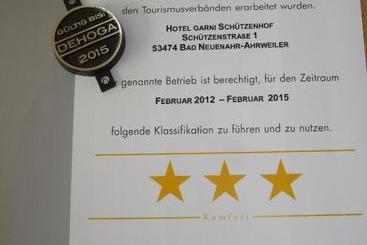 den Tourismusverbänden erarbeitet wurden.
HOTEL GARNI SCHÜTZENHOF
SCHÜTZENSTRAßE 1
53474 BAD NEUENAHR-AHRWEILER
GÜLTIG BIS:
DEHOGA
2015
genannte Betrieb ist berechtigt, für den Zeitraum
FEBRUAR 2012 – FEBRUAR 2015
folgende Klassifikation zu führen und zu nutzen.
Komfort